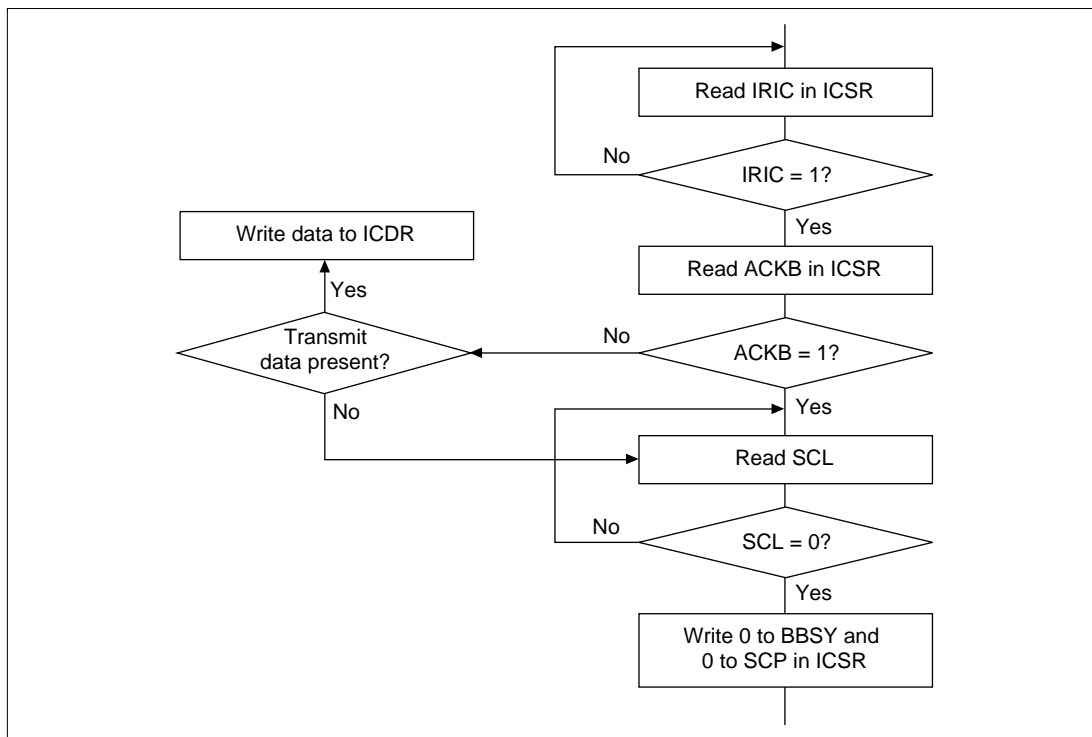 Read IRIC in ICSR
No
IRIC = 1?
Yes
Write data to ICDR
Read ACKB in ICSR
Yes
Transmit
data present?
No
ACKB = 1?
No
Yes
Read SCL
No
SCL = 0?
Yes
Write 0 to BBSY and
0 to SCP in ICSR